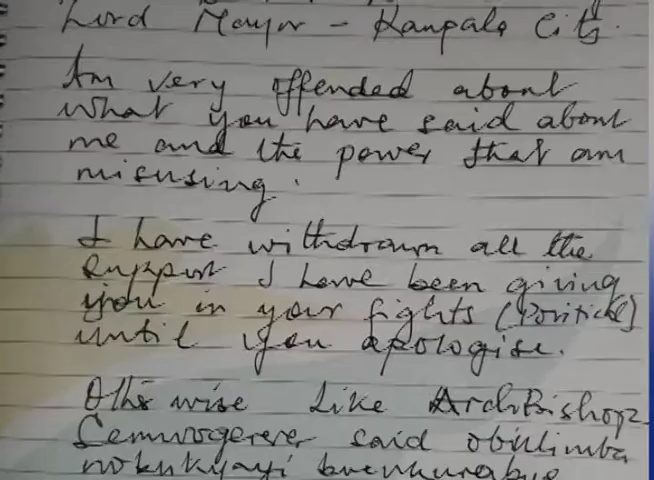 Lord Mayor - Kampala City.
Am very offended about
what you have said about
me and the power that am
misusing.
I have withdrawn all the
support I have been giving
you in your fights (Political)
until you apologise.
Otherwise like ArchBishop
said obulimba